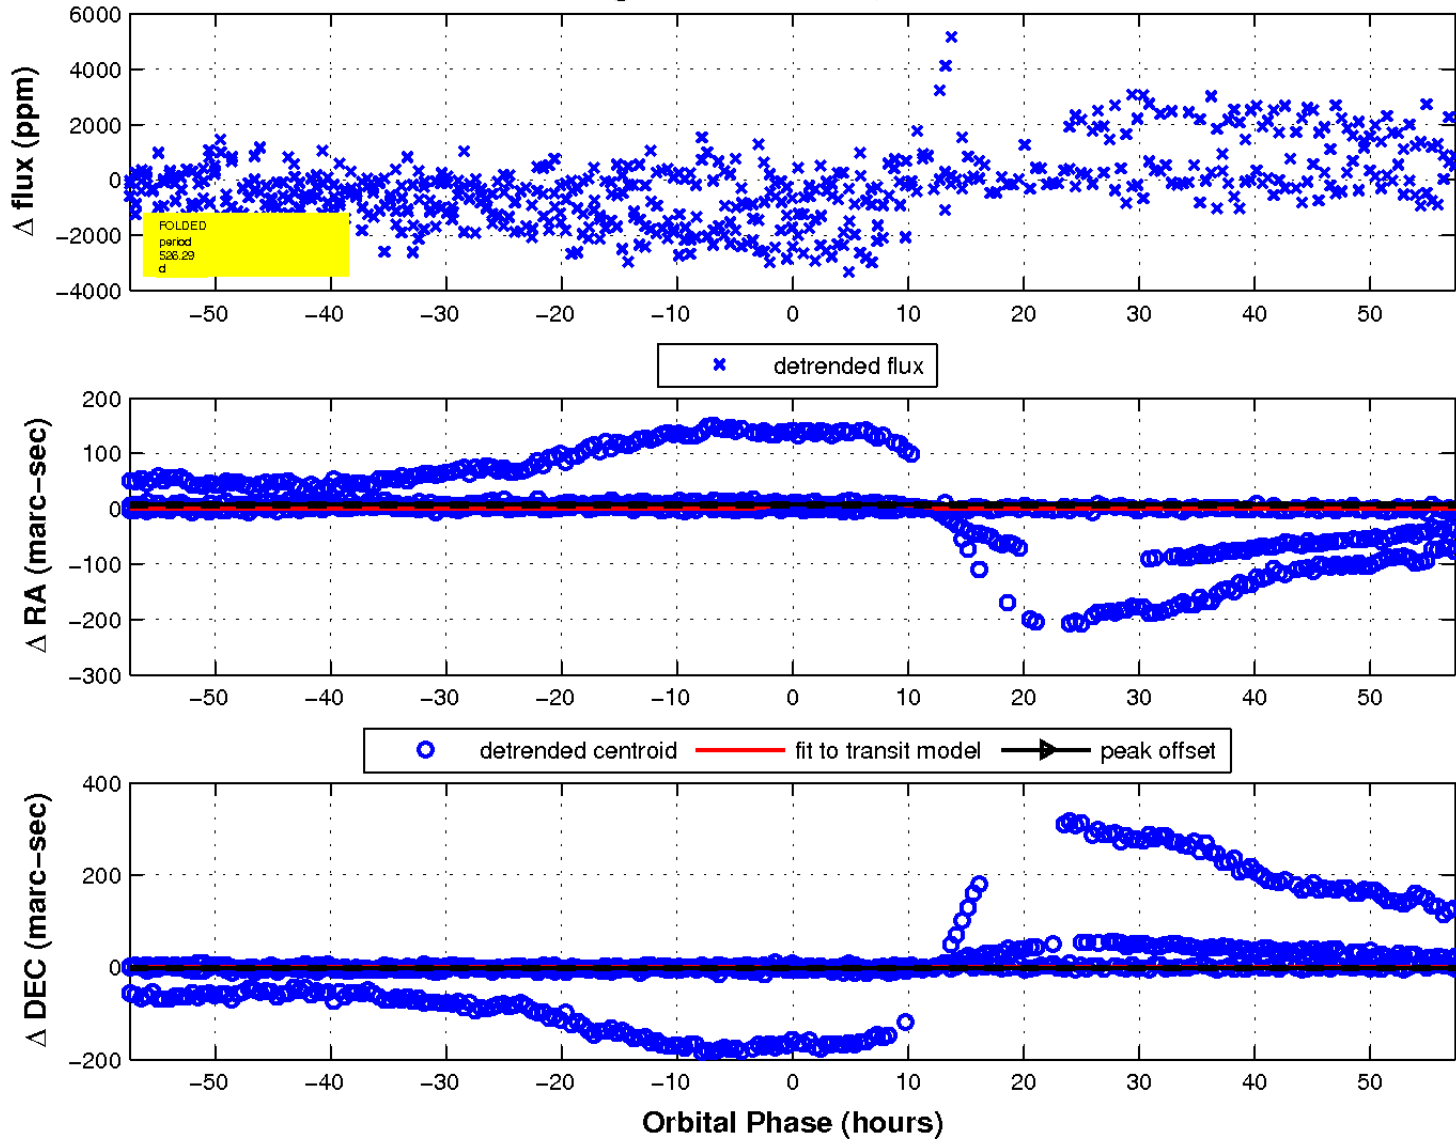 6000
4000
2000
0
−2000
−4000
Δ flux (ppm)
FOLDED
period
526.29
d
−50 −40 −30 −20 −10 0 10 20 30 40 50
detrended flux
200
100
0
−100
−200
−300
Δ RA (marc−sec)
−50 −40 −30 −20 −10 0 10 20 30 40 50
detrended centroid fit to transit model peak offset
400
200
0
−200
Δ DEC (marc−sec)
−50 −40 −30 −20 −10 0 10 20 30 40 50
Orbital Phase (hours)